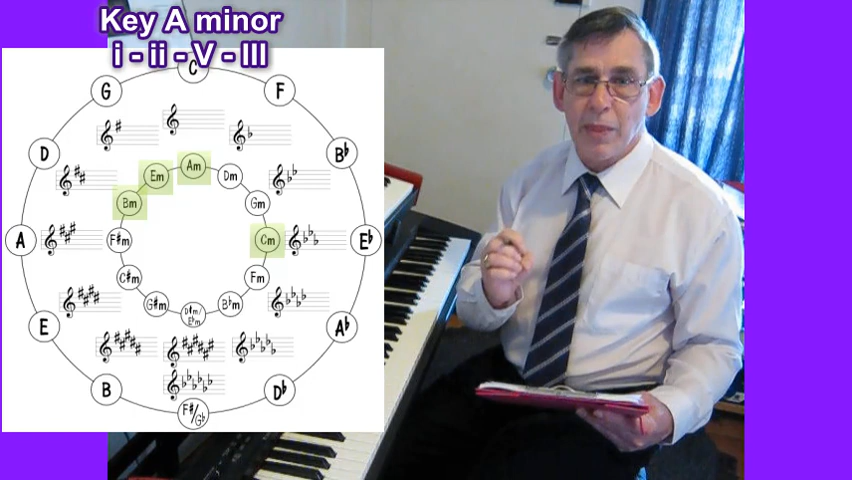 Key A minor
i - ii - V - III
C
G
F
D
B♭
Am
Em
Dm
Bm
Gm
A
F#m
Cm
E♭
C#m
Fm
G#m
D#m/
E♭m
B♭m
E
A♭
B
D♭
F#/G♭